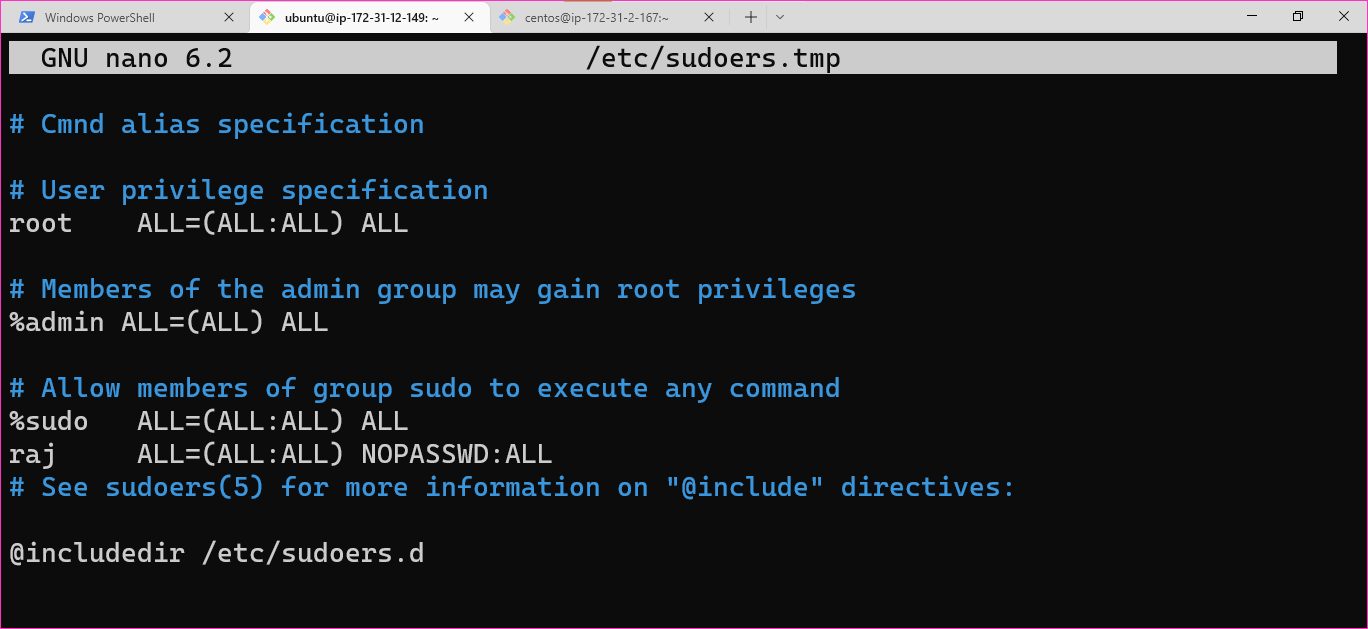 Windows PowerShell
ubuntu@ip-172-31-12-149: ~
centos@ip-172-31-2-167:~
GNU nano 6.2 /etc/sudoers.tmp
# Cmnd alias specification
# User privilege specification
root ALL=(ALL:ALL) ALL
# Members of the admin group may gain root privileges
%admin ALL=(ALL) ALL
# Allow members of group sudo to execute any command
%sudo ALL=(ALL:ALL) ALL
raj ALL=(ALL:ALL) NOPASSWD:ALL
# See sudoers(5) for more information on "@include" directives:
@includedir /etc/sudoers.d